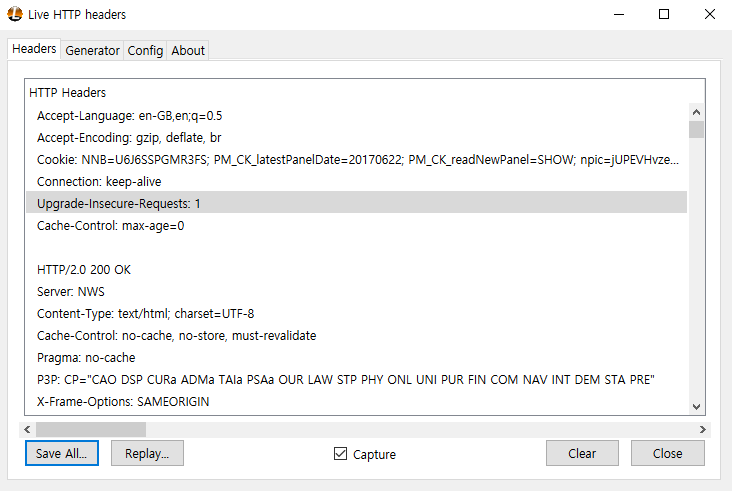 Live HTTP headers
Headers Generator Config About
HTTP Headers
Accept-Language: en-GB,en;q=0.5
Accept-Encoding: gzip, deflate, br
Cookie: NNB=U6J6SSPGMR3FS; PM_CK_latestPanelDate=20170622; PM_CK_readNewPanel=SHOW; npic=jUPEVHvze...
Connection: keep-alive
Upgrade-Insecure-Requests: 1
Cache-Control: max-age=0
HTTP/2.0 200 OK
Server: NWS
Content-Type: text/html; charset=UTF-8
Cache-Control: no-cache, no-store, must-revalidate
Pragma: no-cache
P3P: CP="CAO DSP CURa ADMa TAIa PSAa OUR LAW STP PHY ONL UNI PUR FIN COM NAV INT DEM STA PRE"
X-Frame-Options: SAMEORIGIN
Save All... Replay... Capture Clear Close